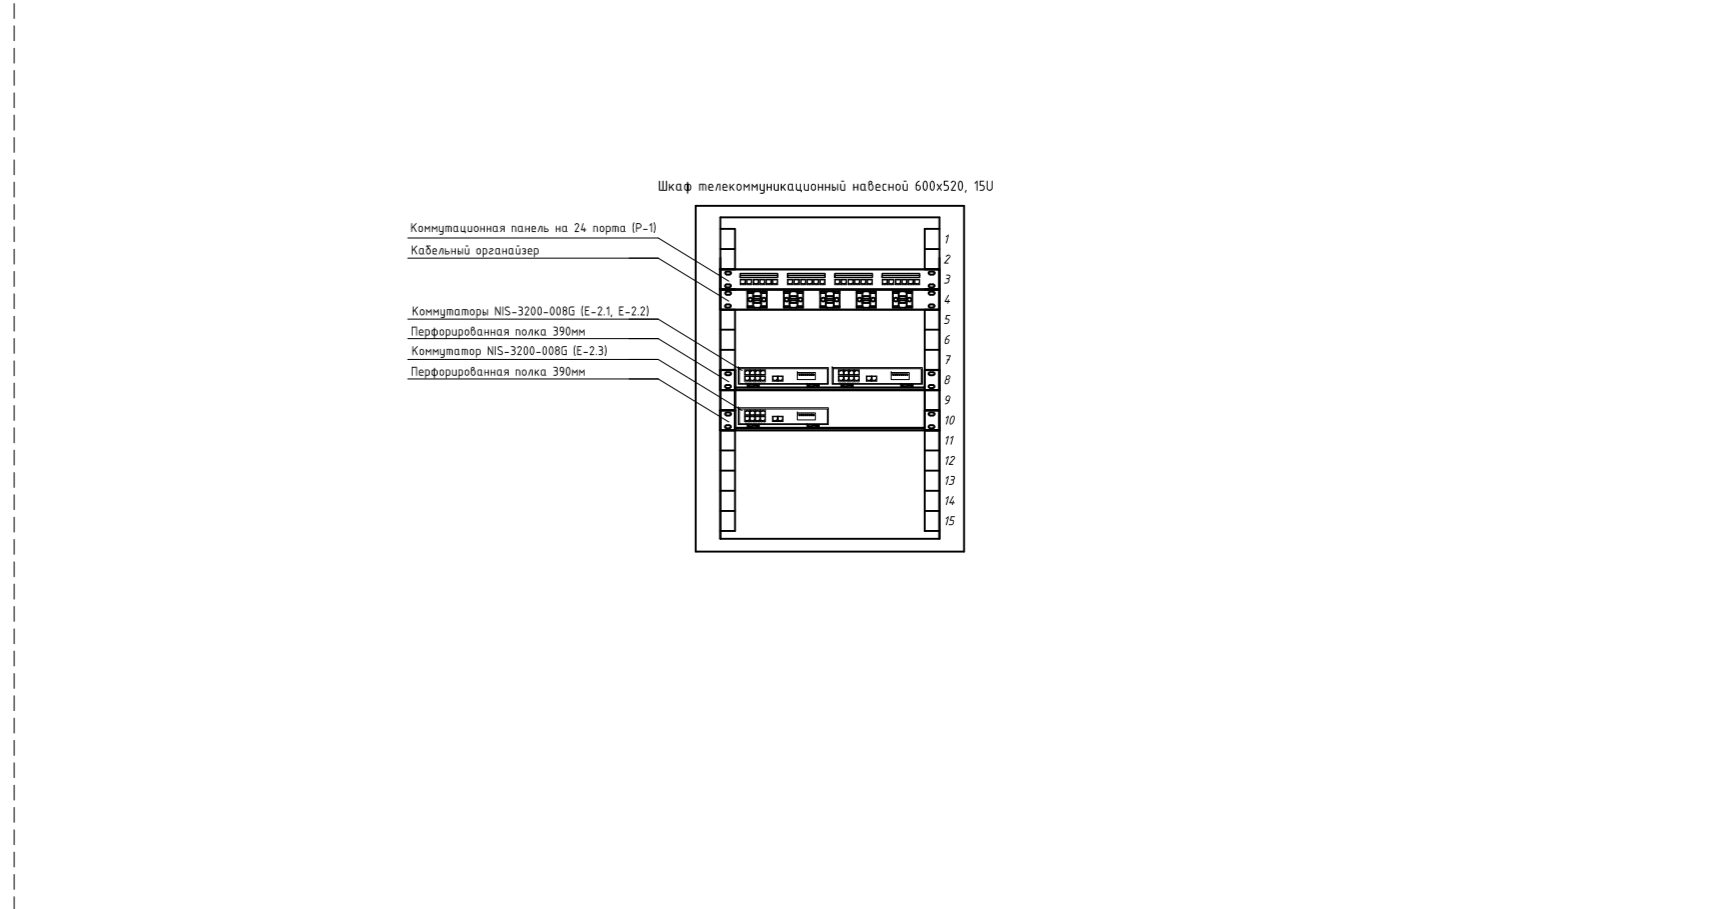 Шкаф телекоммуникационный навесной 600х520, 15U
Коммутационная панель на 24 порта (Р-1)
Кабельный органайзер
Коммутаторы NIS-3200-008G (E-2.1, E-2.2)
Перфорированная полка 390мм
Коммутатор NIS-3200-008G (E-2.3)
Перфорированная полка 390мм
1
2
3
4
5
6
7
8
9
10
11
12
13
14
15